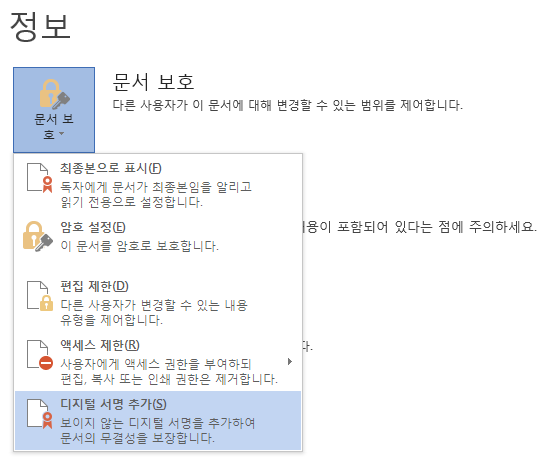 정보
문서 보호
다른 사용자가 이 문서에 대해 변경할 수 있는 범위를 제어합니다.
문서 보
호
최종본으로 표시(F)
독자에게 문서가 최종본임을 알리고
읽기 전용으로 설정합니다.
암호 설정(E)
이 문서를 암호로 보호합니다.
포함되어 있다는 점에 주의하세요.
편집 제한(D)
다른 사용자가 변경할 수 있는 내용
유형을 제어합니다.
액세스 제한(R)
사용자에게 액세스 권한을 부여하되
편집, 복사 또는 인쇄 권한은 제거합니다.
다.
디지털 서명 추가(S)
보이지 않는 디지털 서명을 추가하여
문서의 무결성을 보장합니다.